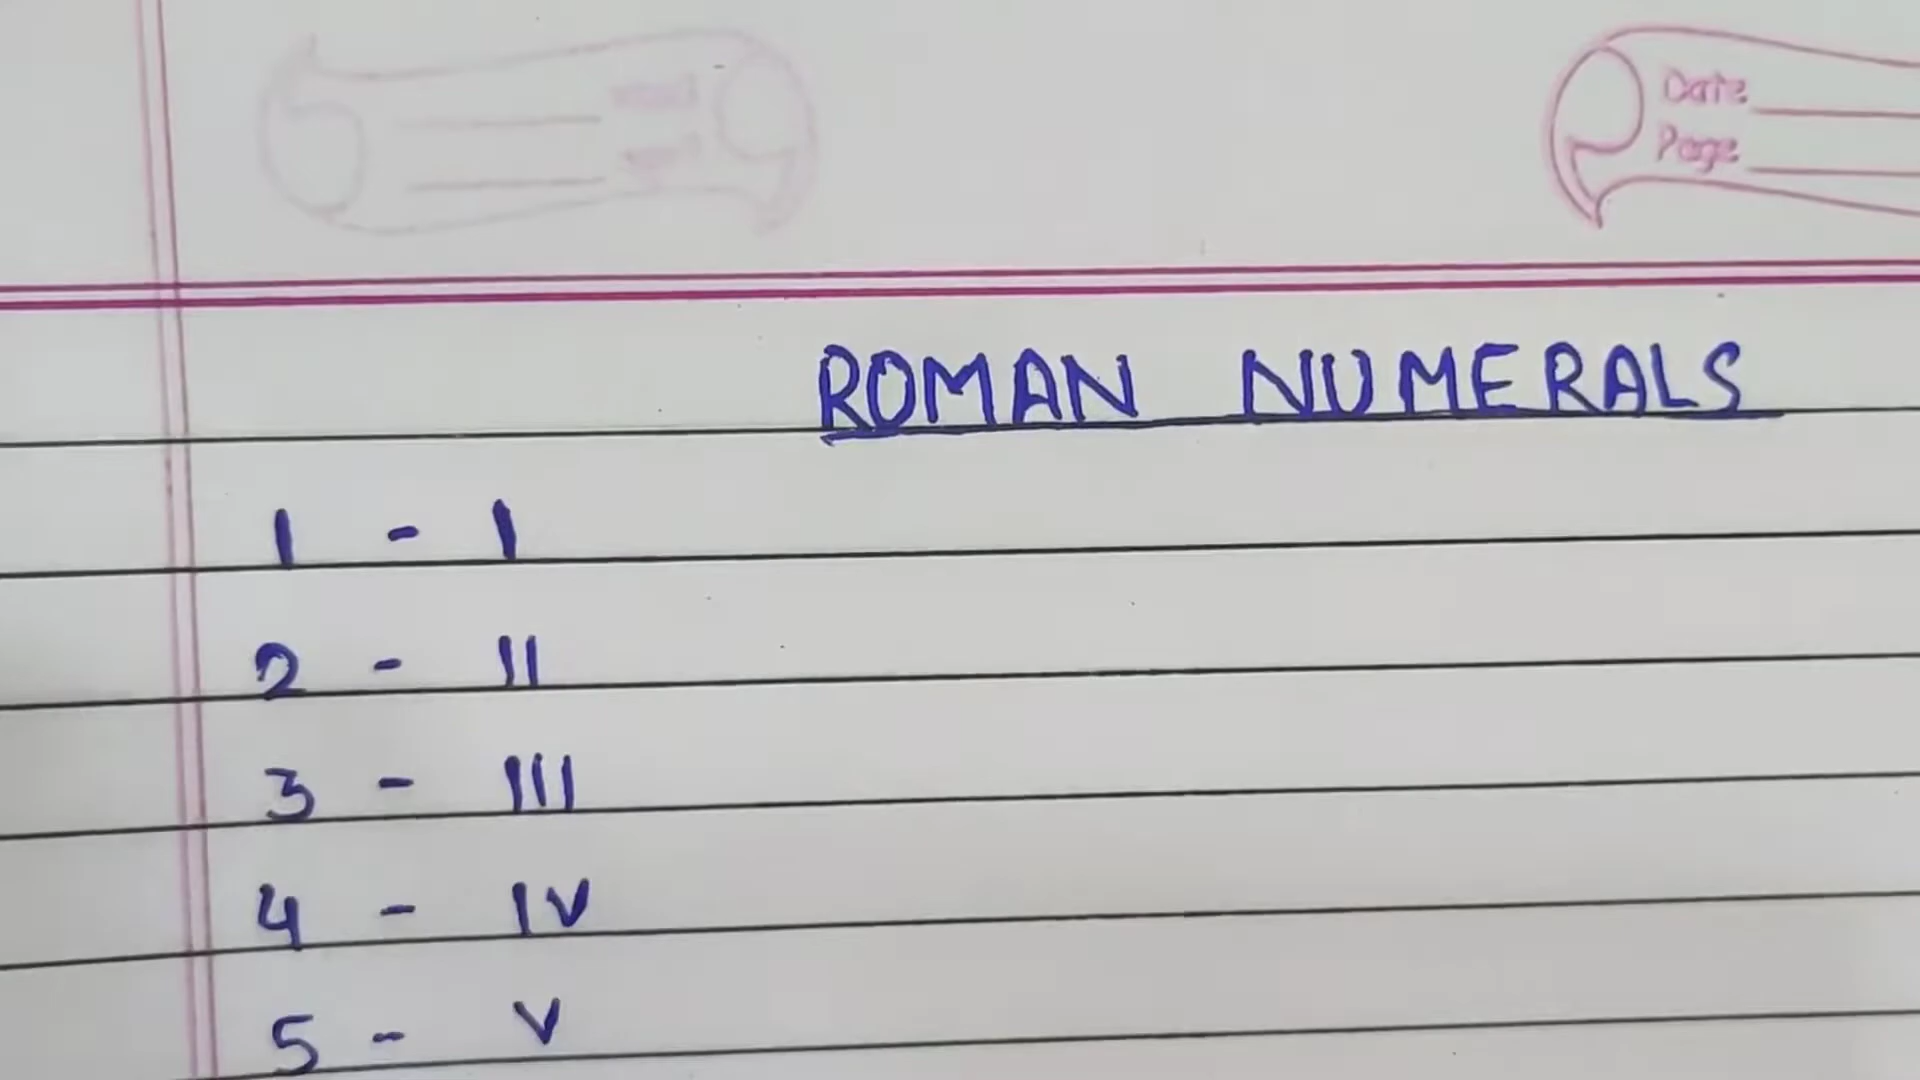 Date
Page
ROMAN NUMERALS
1 - I
2 - II
3 - III
4 - IV
5 - V